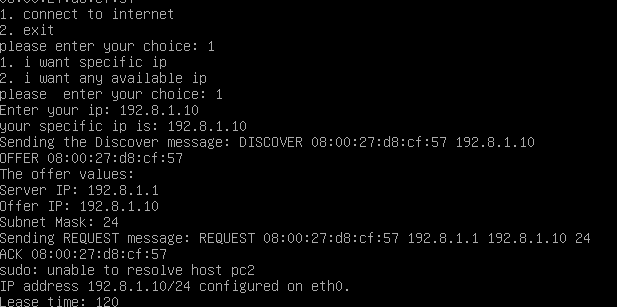 08:00:27:d8:cf:57
1. connect to internet
2. exit
please enter your choice: 1
1. i want specific ip
2. i want any available ip
please  enter your choice: 1
Enter your ip: 192.8.1.10
your specific ip is: 192.8.1.10
Sending the Discover message: DISCOVER 08:00:27:d8:cf:57 192.8.1.10
OFFER 08:00:27:d8:cf:57
The offer values:
Server IP: 192.8.1.1
Offer IP: 192.8.1.10
Subnet Mask: 24
Sending REQUEST message: REQUEST 08:00:27:d8:cf:57 192.8.1.1 192.8.1.10 24
ACK 08:00:27:d8:cf:57
sudo: unable to resolve host pc2
IP address 192.8.1.10/24 configured on eth0.
Lease time: 120